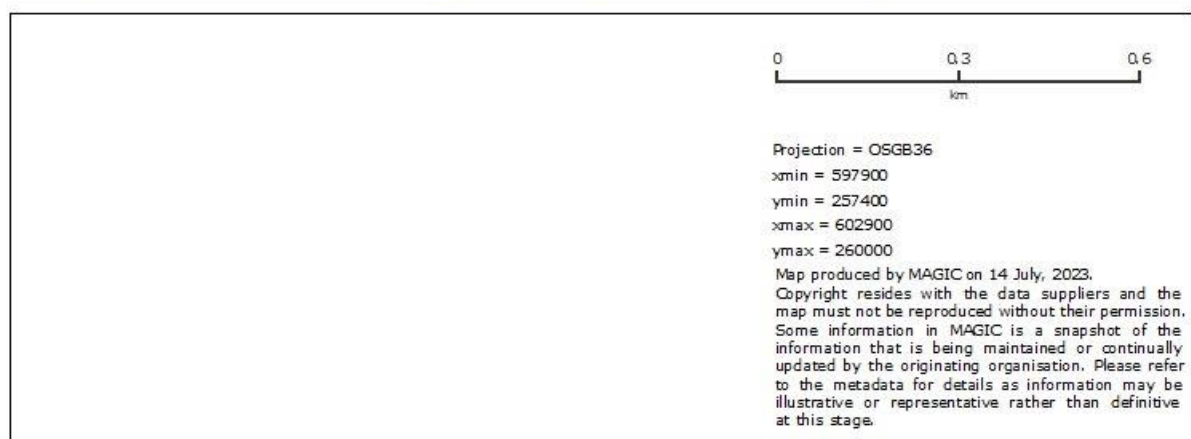 0 0.3 0.6
km
Projection = OSGB36
xmin = 597900
ymin = 257400
xmax = 602900
ymax = 260000
Map produced by MAGIC on 14 July, 2023.
Copyright resides with the data suppliers and the
map must not be reproduced without their permission.
Some information in MAGIC is a snapshot of the
information that is being maintained or continually
updated by the originating organisation. Please refer
to the metadata for details as information may be
illustrative or representative rather than definitive
at this stage.